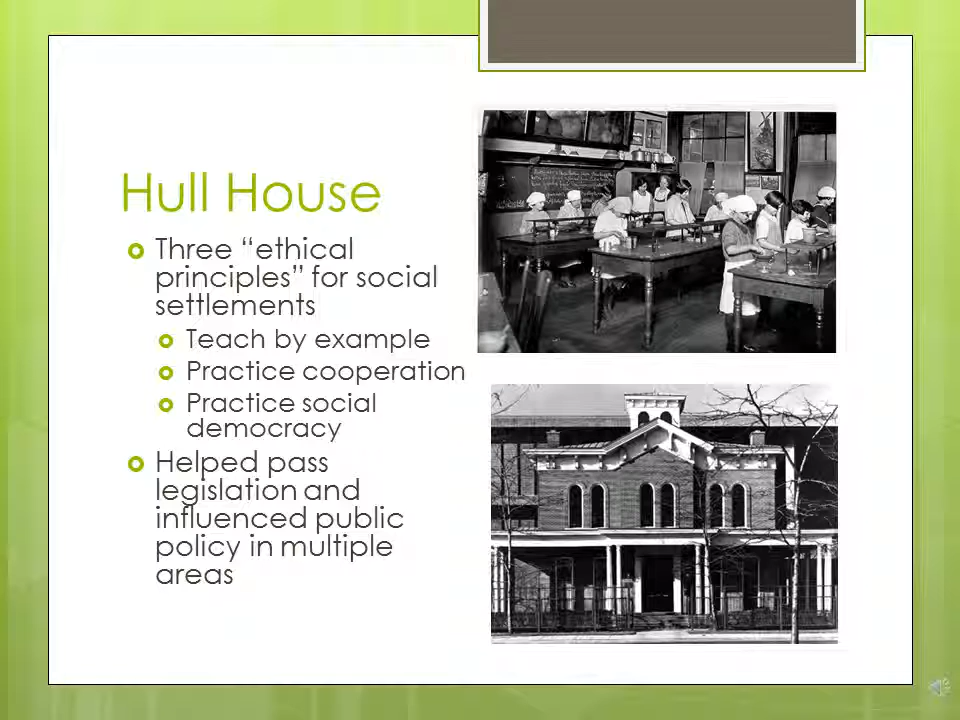 Hull House
Three “ethical
principles” for social
settlements
Teach by example
Practice cooperation
Practice social
democracy
Helped pass
legislation and
influenced public
policy in multiple
areas